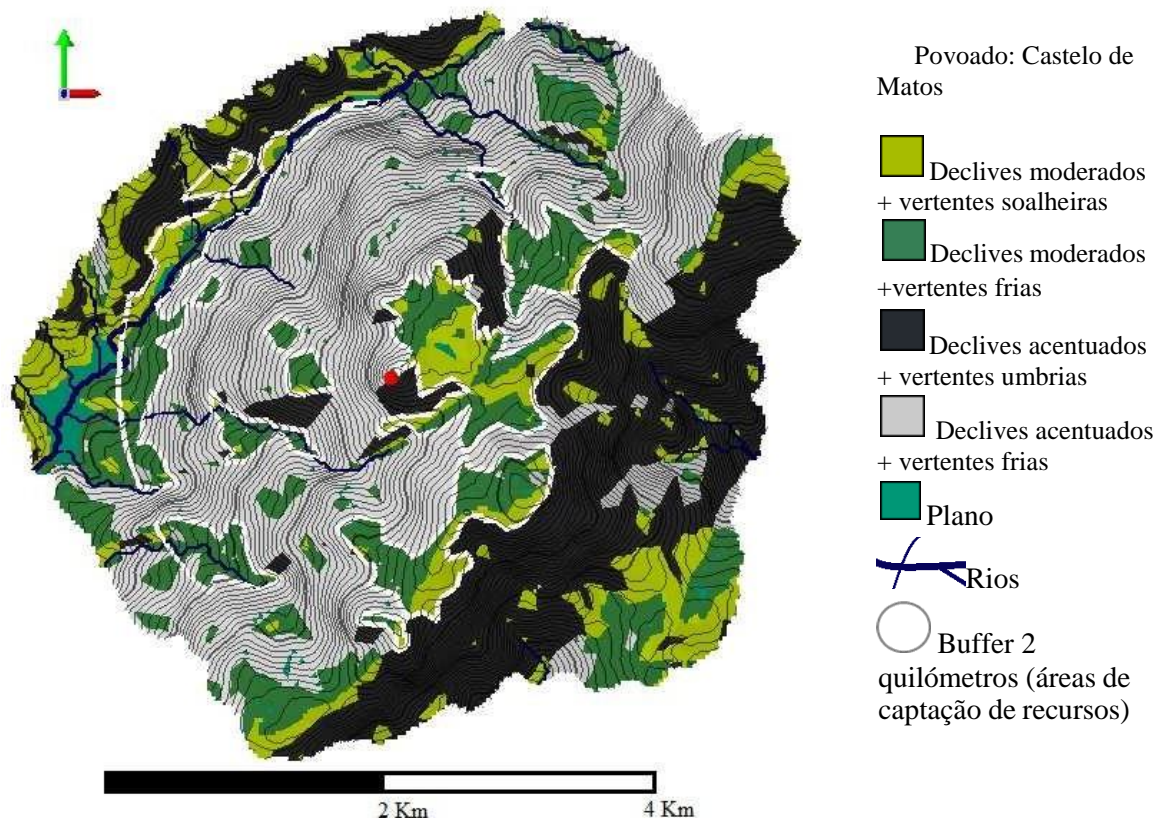 Povoado: Castelo de
Matos
Declives moderados
+ vertentes soalheiras
Declives moderados
+vertentes frias
Declives acentuados
+ vertentes umbrias
Declives acentuados
+ vertentes frias
Plano
Rios
Buffer 2
quilómetros (áreas de
captação de recursos)
2 Km
4 Km